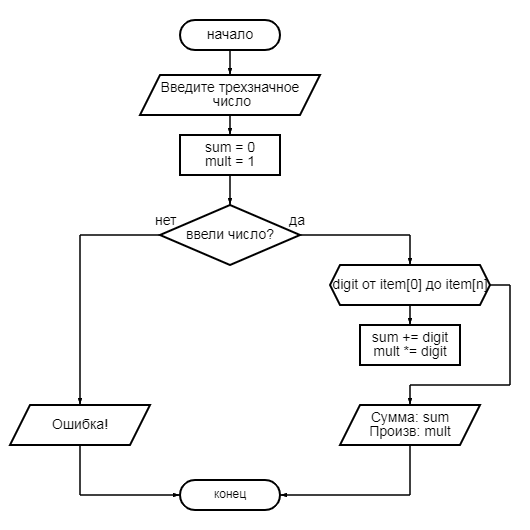 начало
Введите трехзначное
число
sum = 0
mult = 1
нет
ввели число?
да
digit от item[0] до item[n]
sum += digit
mult *= digit
Ошибка!
Сумма: sum
Произв: mult
конец